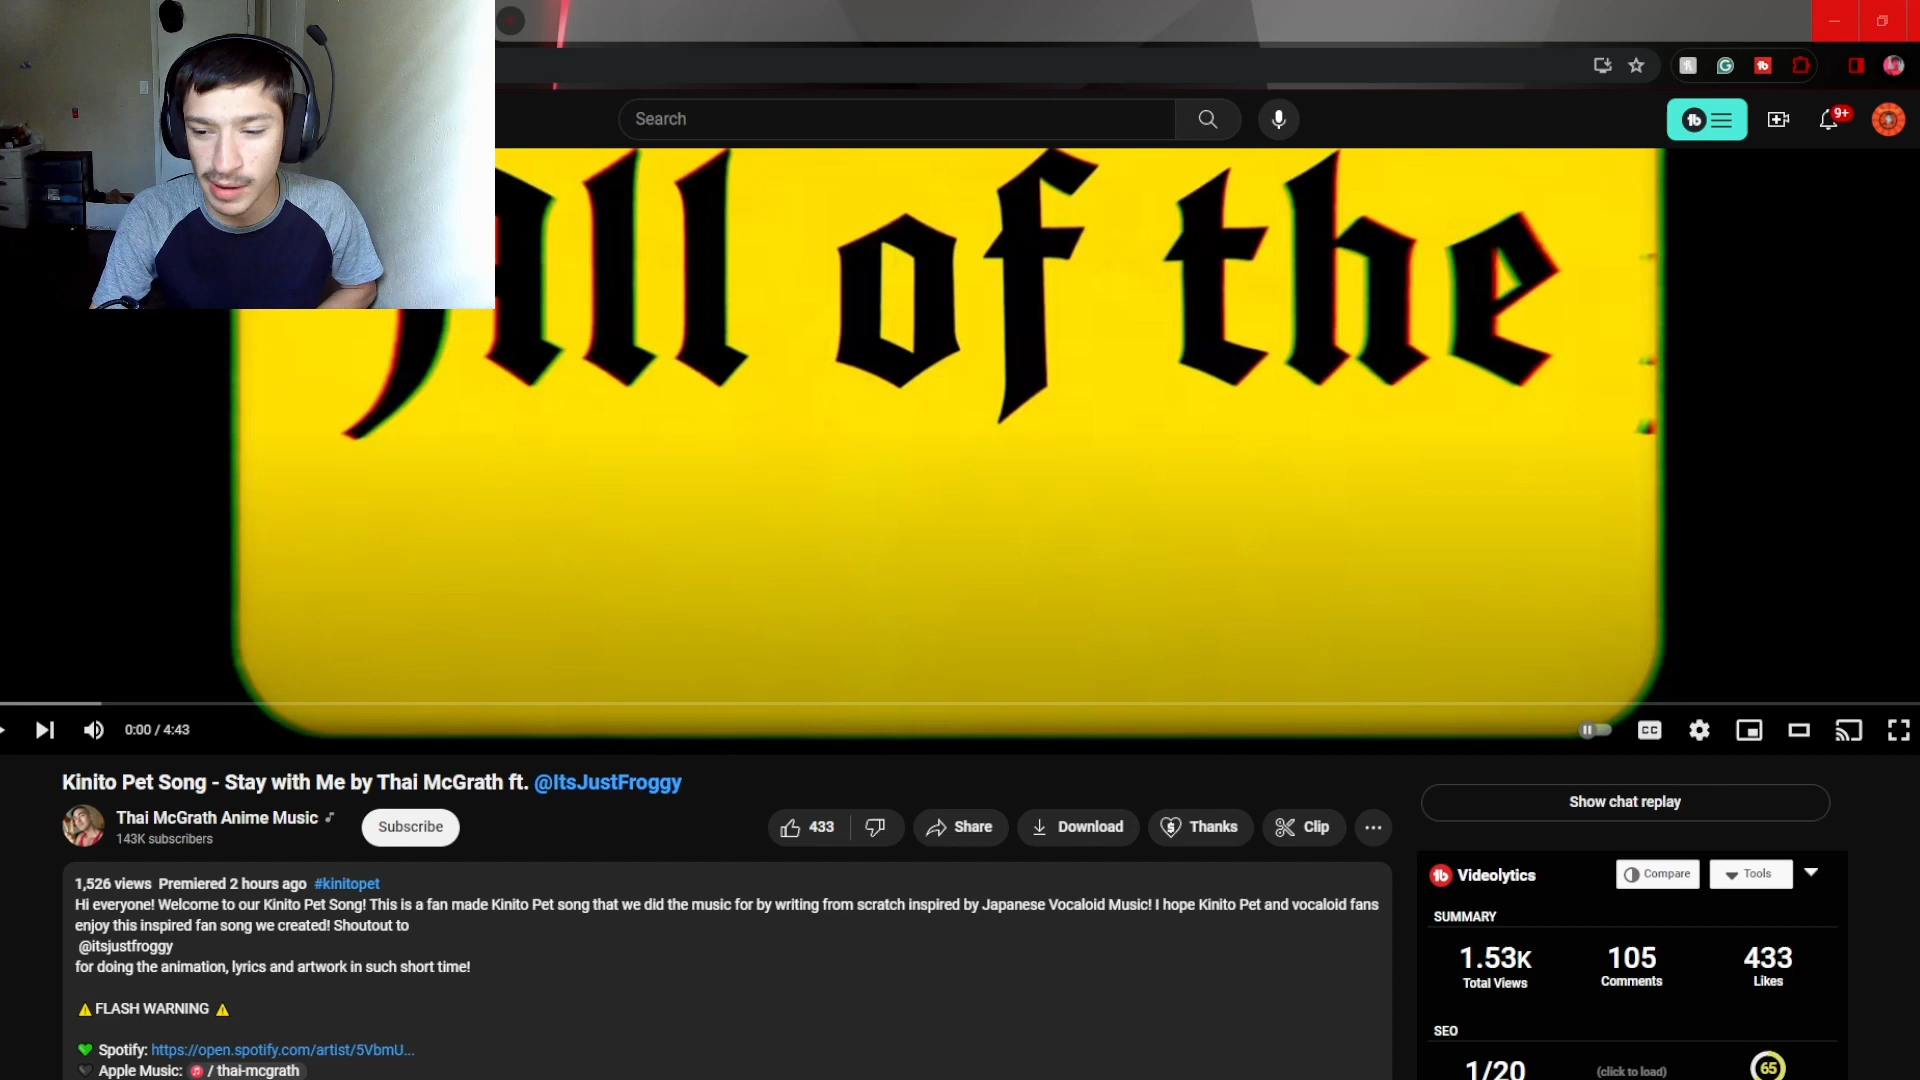 Search
9+
all of the
0:00 / 4:43
CC
Kinito Pet Song - Stay with Me by Thai McGrath ft. @ItsJustFroggy
Thai McGrath Anime Music
143K subscribers
Subscribe
433
Share
Download
Thanks
Clip
Show chat replay
1,526 views Premiered 2 hours ago #kinitopet
Hi everyone! Welcome to our Kinito Pet Song! This is a fan made Kinito Pet song that we did the music for by writing from scratch inspired by Japanese Vocaloid Music! I hope Kinito Pet and vocaloid fans
enjoy this inspired fan song we created! Shoutout to
@itsjustfroggy
for doing the animation, lyrics and artwork in such short time!
⚠ FLASH WARNING ⚠
Spotify: https://open.spotify.com/artist/5VbmU...
Apple Music: / thai-mcgrath
Videolytics
Compare
Tools
SUMMARY
1.53K
Total Views
105
Comments
433
Likes
SEO
1/20
(click to load)
65